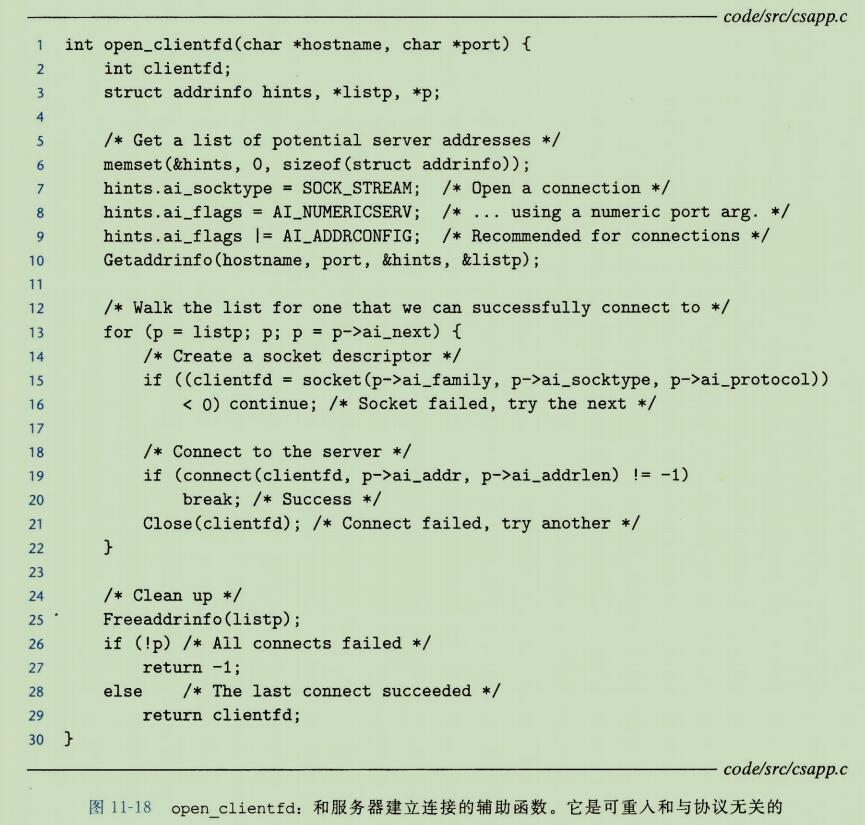 code/src/csapp.c
1 int open_clientfd(char *hostname, char *port) {
2 int clientfd;
3 struct addrinfo hints, *listp, *p;
4
5 /* Get a list of potential server addresses */
6 memset(&hints, 0, sizeof(struct addrinfo));
7 hints.ai_socktype = SOCK_STREAM; /* Open a connection */
8 hints.ai_flags = AI_NUMERICSERV; /* ... using a numeric port arg. */
9 hints.ai_flags |= AI_ADDRCONFIG; /* Recommended for connections */
10 Getaddrinfo(hostname, port, &hints, &listp);
11
12 /* Walk the list for one that we can successfully connect to */
13 for (p = listp; p; p = p->ai_next) {
14 /* Create a socket descriptor */
15 if ((clientfd = socket(p->ai_family, p->ai_socktype, p->ai_protocol))
16 < 0) continue; /* Socket failed, try the next */
17
18 /* Connect to the server */
19 if (connect(clientfd, p->ai_addr, p->ai_addrlen) != -1)
20 break; /* Success */
21 Close(clientfd); /* Connect failed, try another */
22 }
23
24 /* Clean up */
25 Freeaddrinfo(listp);
26 if (!p) /* All connects failed */
27 return -1;
28 else /* The last connect succeeded */
29 return clientfd;
30 }
code/src/csapp.c
图 11-18 open_clientfd：和服务器建立连接的辅助函数。它是可重入和与协议无关的